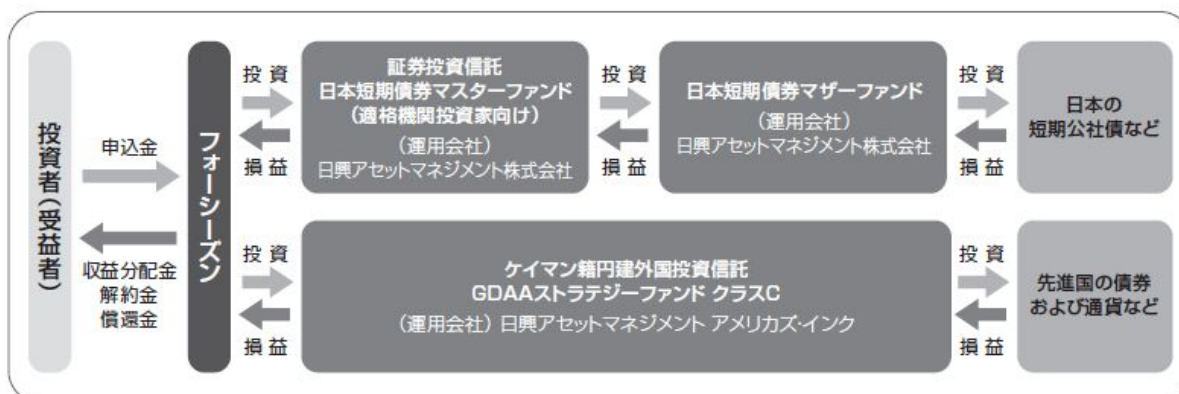 投資者(受益者)
申込金
収益分配金
解約金
償還金
フォーシーズン
投資
損益
証券投資信託
日本短期債券マスターファンド
(適格機関投資家向け)
(運用会社)
日興アセットマネジメント株式会社
投資
損益
日本短期債券マザーファンド
(運用会社)
日興アセットマネジメント株式会社
投資
損益
日本の
短期公社債など
投資
損益
ケイマン籍円建外国投資信託
GDAAストラテジーファンド クラスC
(運用会社) 日興アセットマネジメント アメリカズ・インク
投資
損益
先進国の債券
および通貨など